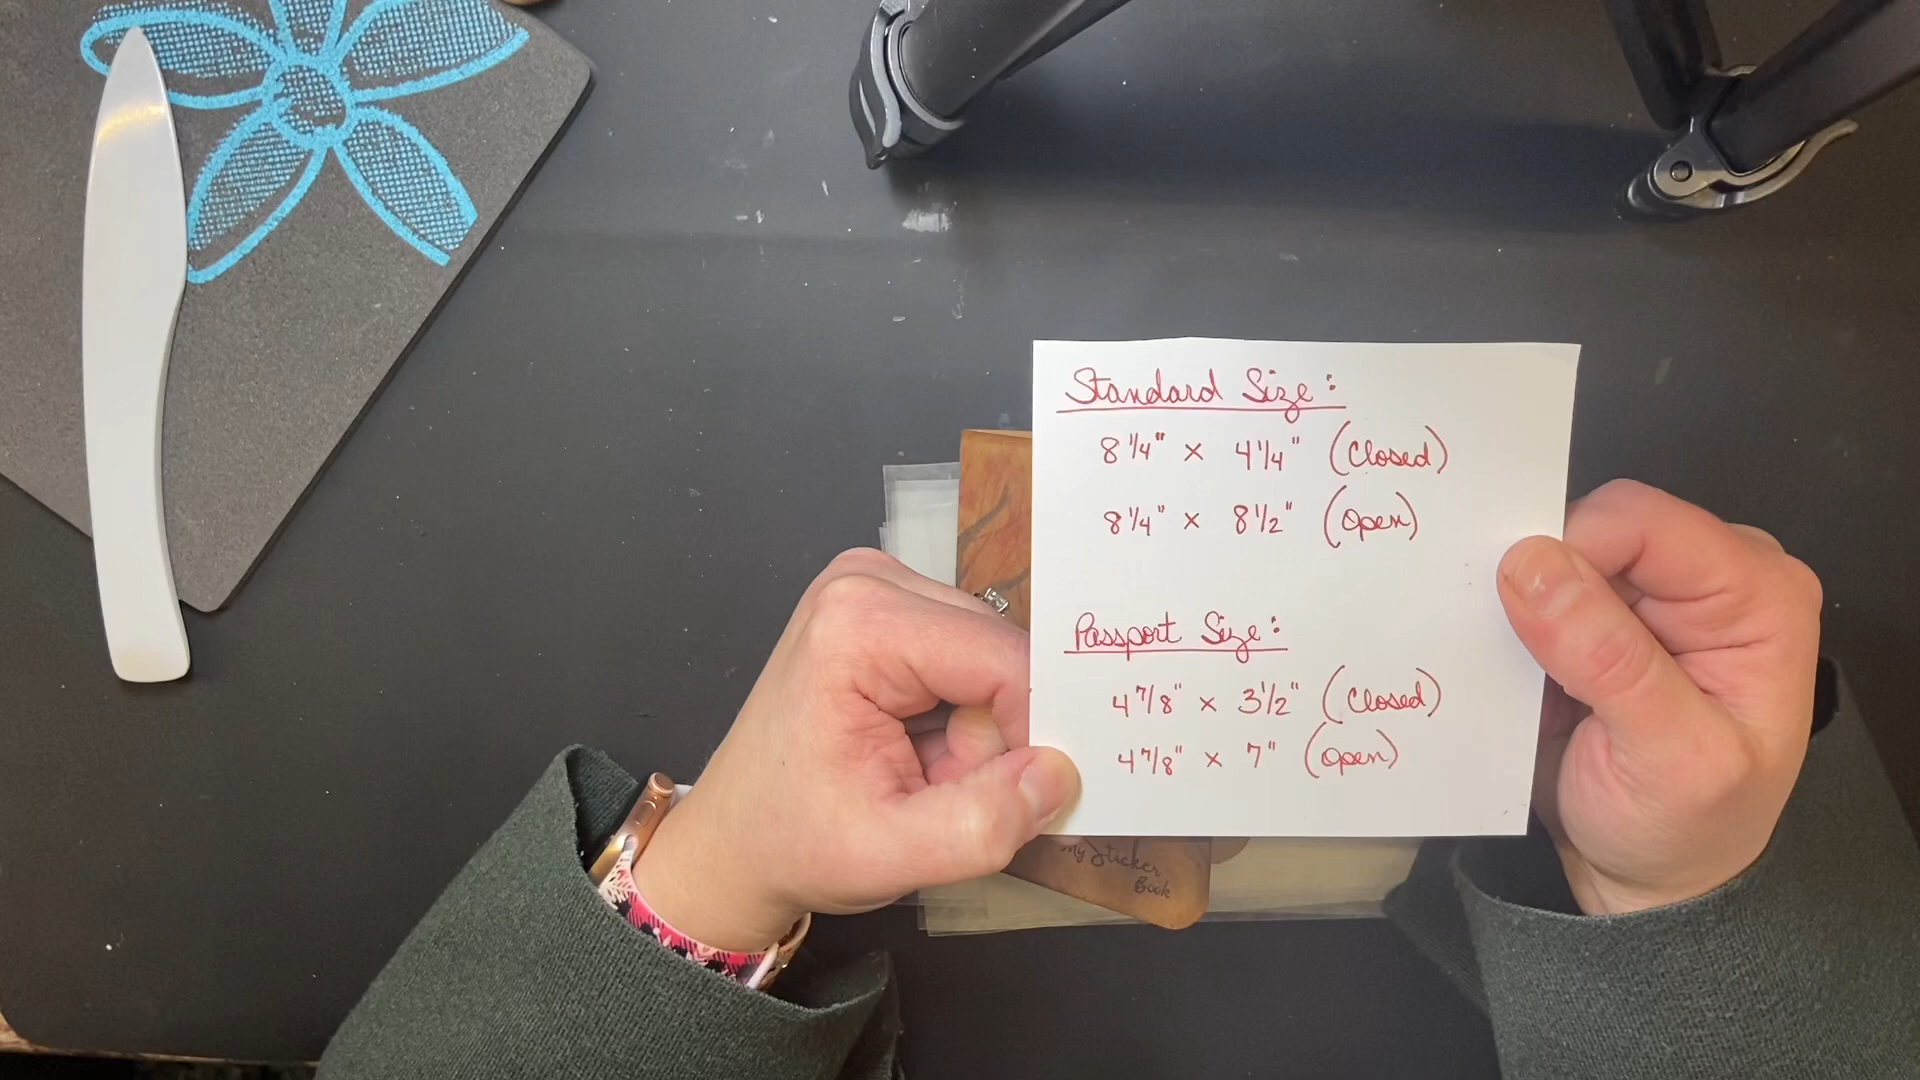 Standard Size:
8 1/4" x 4 1/4" (Closed)
8 1/4" x 8 1/2" (Open)
Passport Size:
4 7/8" x 3 1/2" (Closed)
4 7/8" x 7" (Open)
My Sticker
Book